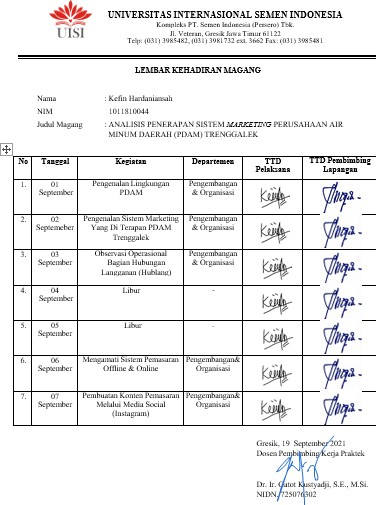 UISI
UNIVERSITAS INTERNASIONAL SEMEN INDONESIA
Kompleks PT. Semen Indonesia (Persero) Tbk.
Jl. Veteran, Gresik Jawa Timur 61122
Telp: (031) 3985482, (031) 3981732 ext. 3662 Fax: (031) 3985481
LEMBAR KEHADIRAN MAGANG
Nama : Kefin Hardaniansah
NIM 1011810044
Judul Magang : ANALISIS PENERAPAN SISTEM MARKETING PERUSAHAAN AIR
MINUM DAERAH (PDAM) TRENGGALEK
No Tanggal Kegiatan Departemen TTD Pelaksana TTD Pembimbing Lapangan
1. 01 September Pengenalan Lingkungan PDAM Pengembangan & Organisasi
2. 02 Septemeber Pengenalan Sistem Marketing Yang Di Terapan PDAM Trenggalek Pengembangan & Organisasi
3. 03 September Observasi Operasional Bagian Hubungan Langganan (Hublang) Pengembangan & Organisasi
4. 04 September Libur -
5. 05 September Libur -
6. 06 September Mengamati Sistem Pemasaran Offline & Online Pengembangan& Organisasi
7. 07 September Pembuatan Konten Pemasaran Melalui Media Social (Instagram) Pengembangan& Organisasi
Gresik, 19 September 2021
Dosen Pembimbing Kerja Praktek
Dr. Ir. Gatot Kustyadji, S.E., M.Si.
NIDN. 725076302